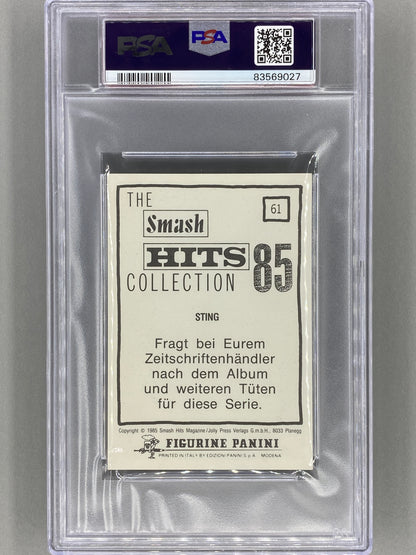 PSA
PSA
83569027
THE
Smash
HITS
COLLECTION 85
61
STING
Fragt bei Eurem
Zeitschriftenhändler
nach dem Album
und weiteren Tüten
für diese Serie.
Copyright © 1985 Smash Hits Magazine/Jolly Press Verlags G.m.b.H., 8033 Planegg
FIGURINE PANINI
PRINTED IN ITALY BY EDIZIONI PANINI S.p.A. MODENA